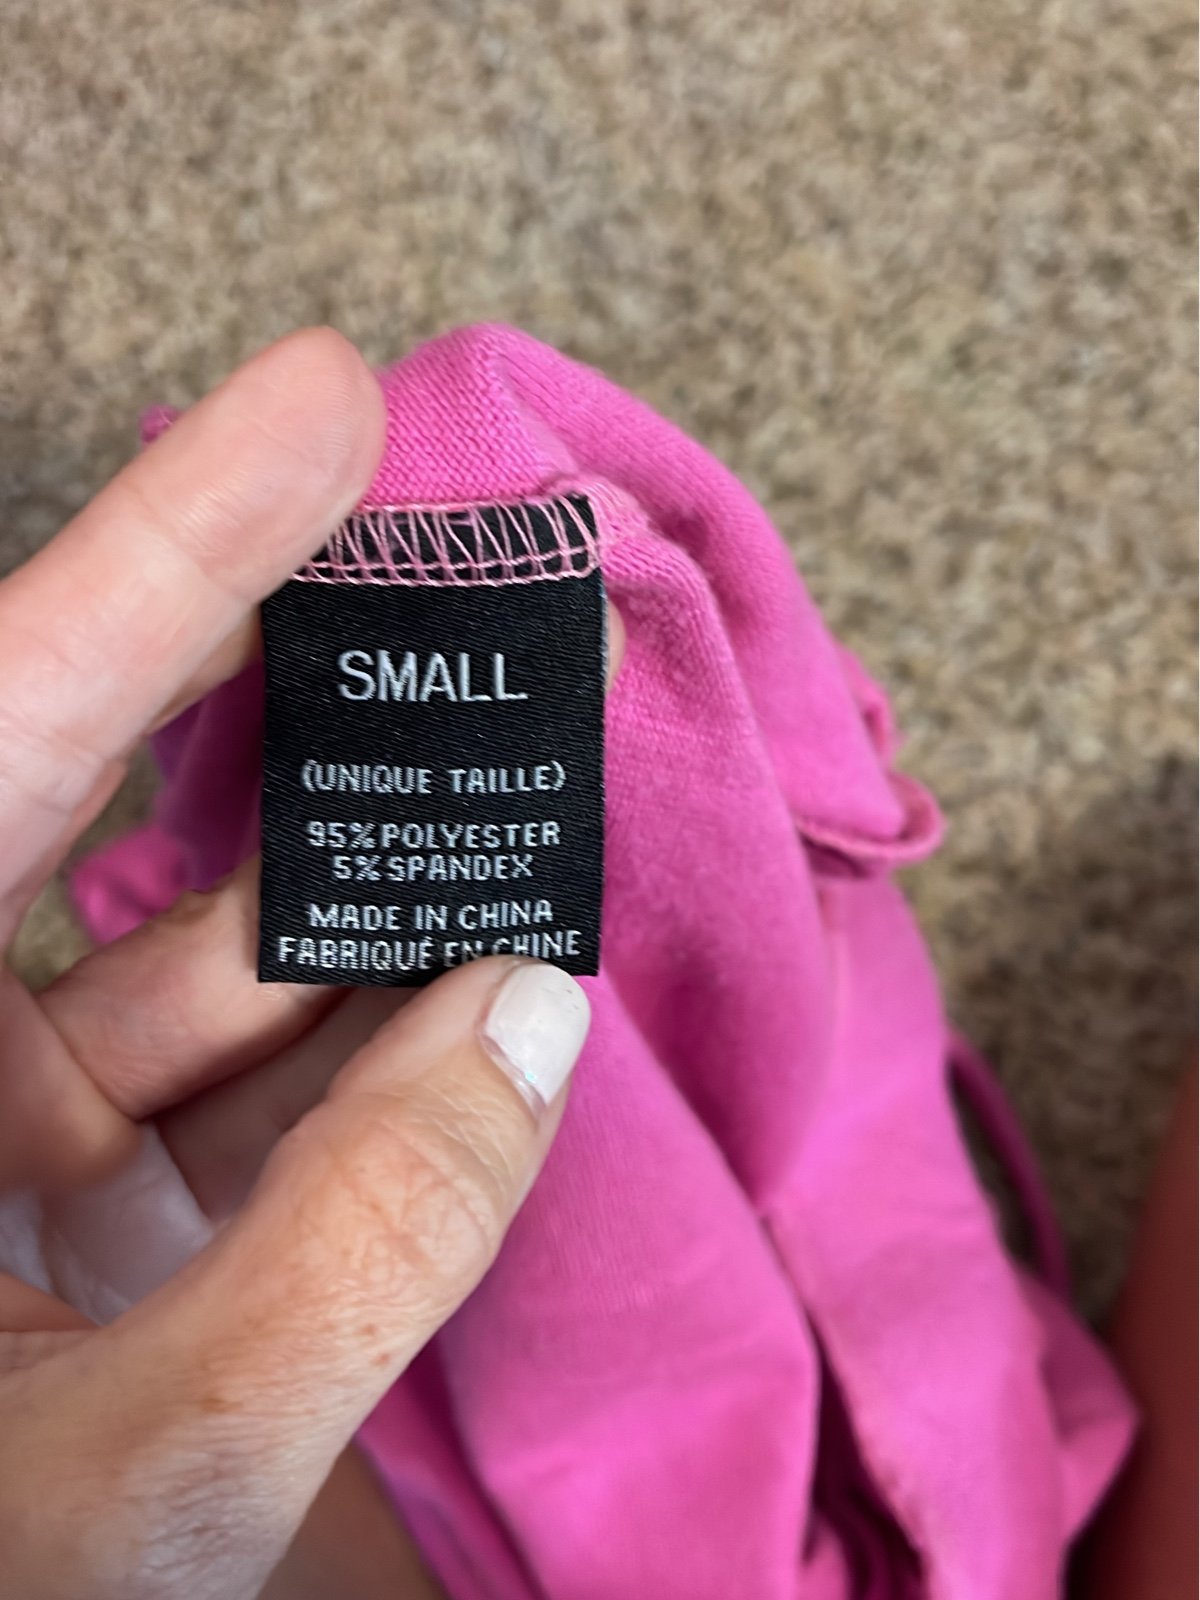 SMALL
(UNIQUE TAILLE)
95%POLYESTER
5%SPANDEX
MADE IN CHINA
FABRIQUÉ EN CHINE